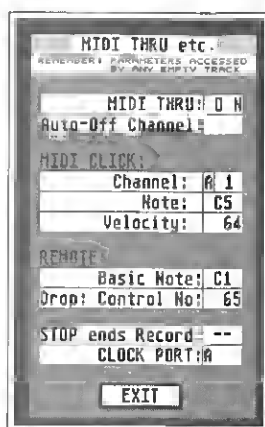 MIDI THRU etc.
REMEMBER! PARAMETERS ACCESSED
BY ANY EMPTY TRACK
MIDI THRU: ON
Auto-Off Channel:
MIDI CLICK:
Channel: A 1
Note: C5
Velocity: 64
REMOTE:
Basic Note: C1
Drop: Control No: 65
STOP ends Record --
CLOCK PORT: A
EXIT